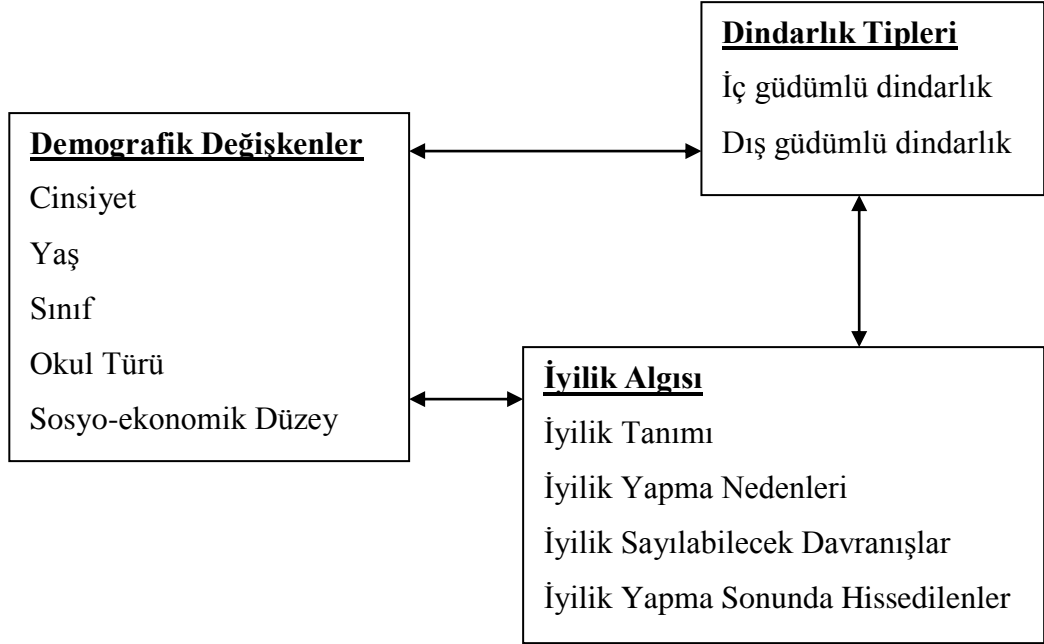 Dindarlık Tipleri
İç güdümlü dindarlık
Dış güdümlü dindarlık
Demografik Değişkenler
Cinsiyet
Yaş
Sınıf
Okul Türü
Sosyo-ekonomik Düzey
İyilik Algısı
İyilik Tanımı
İyilik Yapma Nedenleri
İyilik Sayılabilecek Davranışlar
İyilik Yapma Sonunda Hissedilenler